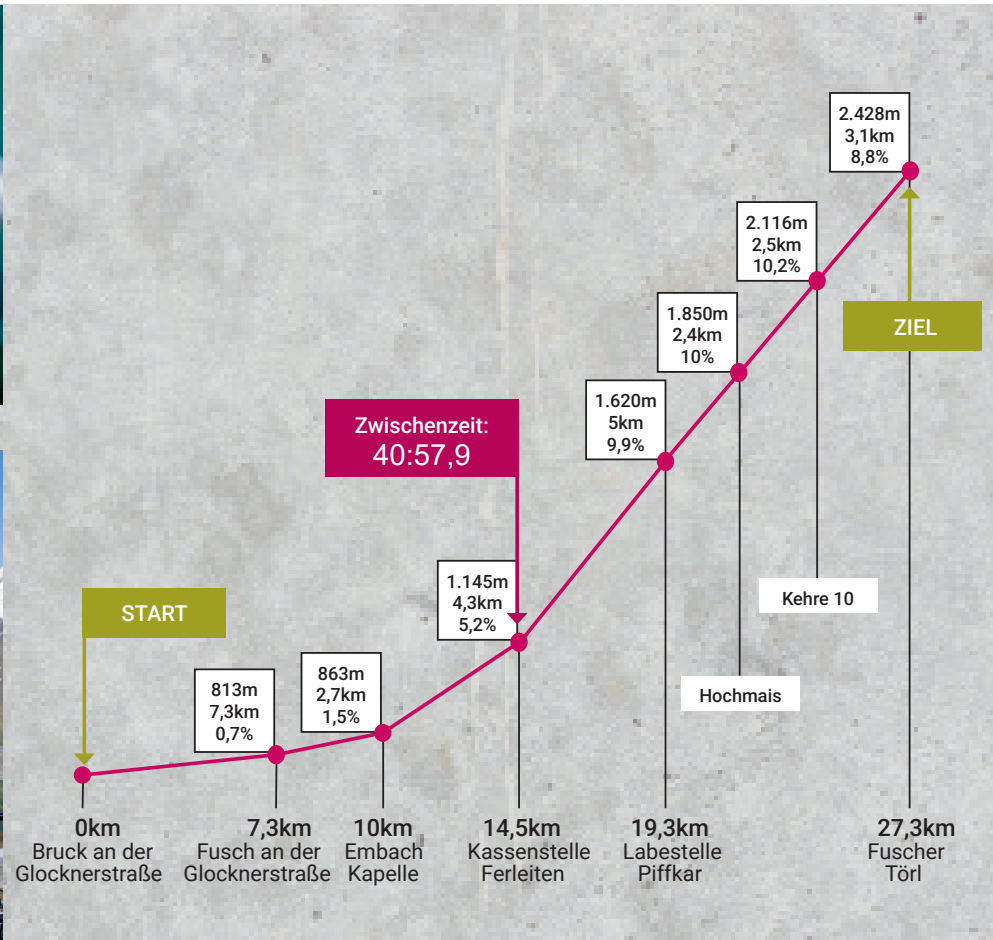 2.428m
3,1km
8,8%
2.116m
2,5km
10,2%
ZIEL
1.850m
2,4km
10%
1.620m
5km
9,9%
Zwischenzeit:
40:57,9
1.145m
4,3km
5,2%
Kehre 10
START
863m
2,7km
1,5%
813m
7,3km
0,7%
Hochmais
0km
Bruck an der
Glocknerstraße
7,3km
Fusch an der
Glocknerstraße
10km
Embach
Kapelle
14,5km
Kassenstelle
Ferleiten
19,3km
Labestelle
Piffkar
27,3km
Fuscher
Törl